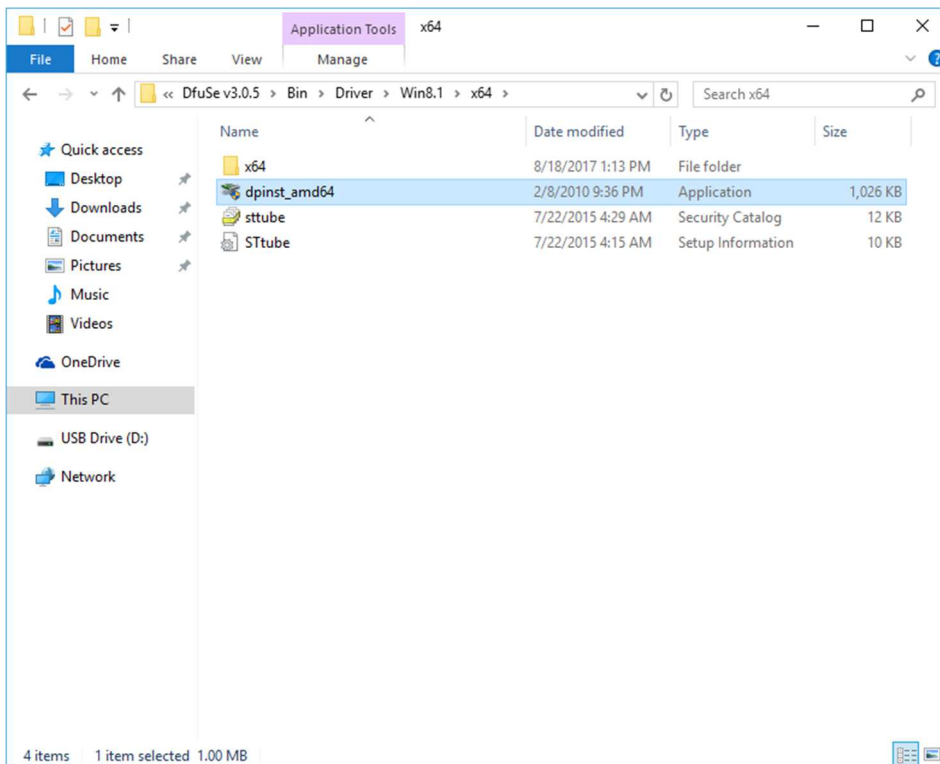 Application Tools x64
File Home Share View Manage
« DfuSe v3.0.5 > Bin > Driver > Win8.1 > x64 > Search x64
Name Date modified Type Size
Quick access
Desktop
Downloads
Documents
Pictures
Music
Videos
OneDrive
This PC
USB Drive (D:)
Network
x64 8/18/2017 1:13 PM File folder
dpinst_amd64 2/8/2010 9:36 PM Application 1,026 KB
sttube 7/22/2015 4:29 AM Security Catalog 12 KB
STtube 7/22/2015 4:15 AM Setup Information 10 KB
4 items 1 item selected 1.00 MB